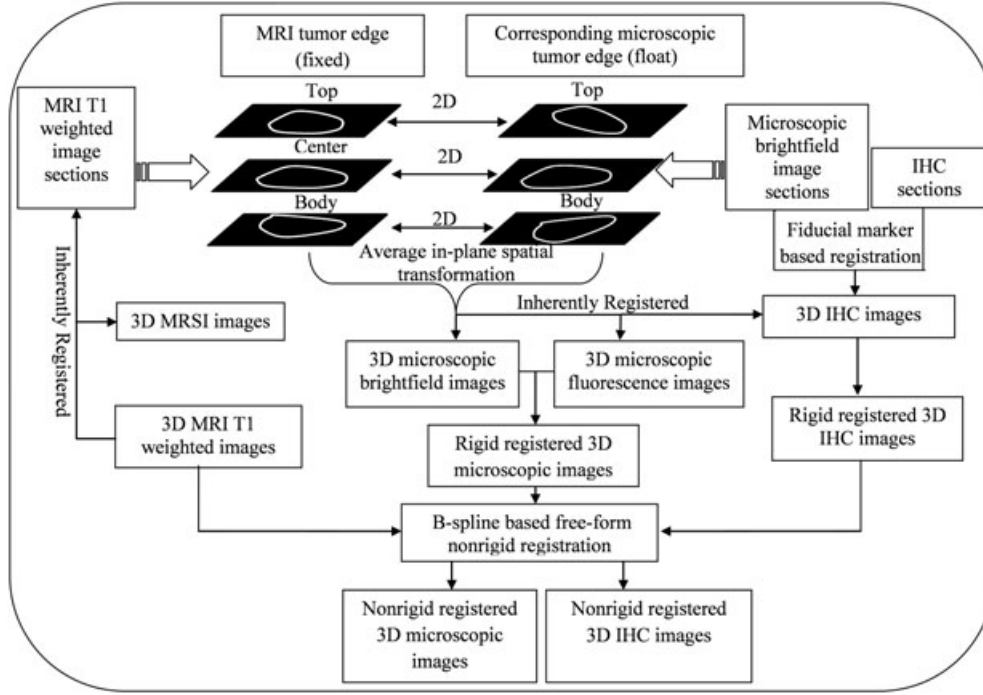 MRI tumor edge
(fixed)
Corresponding microscopic
tumor edge (float)
MRI T1
weighted
image
sections
Top
2D
Top
Center
2D
Body
2D
Body
Microscopic
brightfield
image
sections
IHC
sections
Fiducial marker
based registration
Average in-plane spatial
transformation
Inherently Registered
Inherently Registered
3D MRSI images
3D IHC images
3D microscopic
brightfield images
3D microscopic
fluorescence images
3D MRI T1
weighted images
Rigid registered 3D
microscopic images
Rigid registered 3D
IHC images
B-spline based free-form
nonrigid registration
Nonrigid registered
3D microscopic
images
Nonrigid registered
3D IHC images